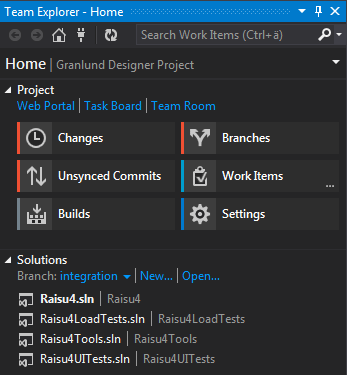 Team Explorer - Home
Search Work Items (Ctrl+ä)
Home | Granlund Designer Project
Project
Web Portal | Task Board | Team Room
Changes
Branches
Unsynced Commits
Work Items ...
Builds
Settings
Solutions
Branch: integration | New... | Open...
Raisu4.sln | Raisu4
Raisu4LoadTests.sln | Raisu4LoadTests
Raisu4Tools.sln | Raisu4Tools
Raisu4UITests.sln | Raisu4UITests